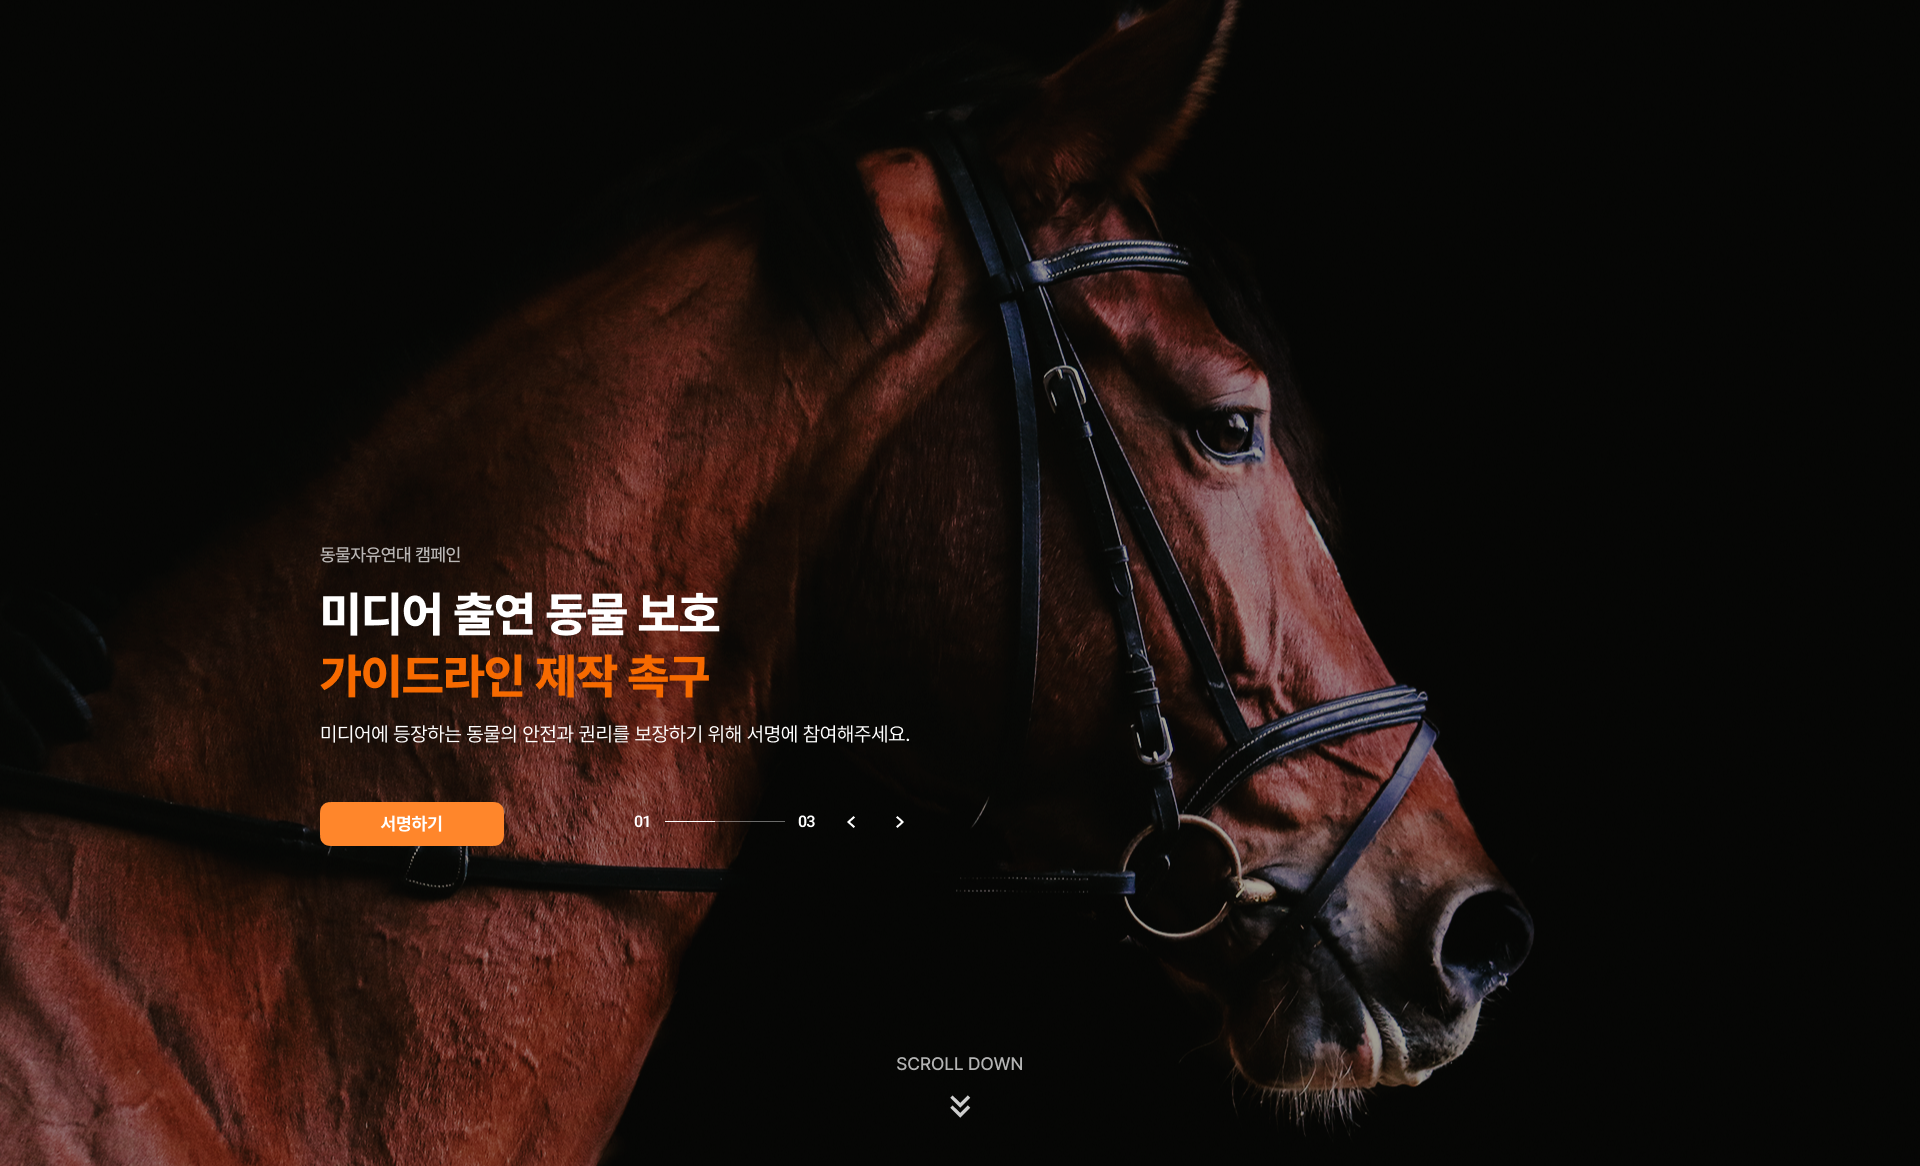 동물자유연대 캠페인
미디어 출연 동물 보호
가이드라인 제작 촉구
미디어에 등장하는 동물의 안전과 권리를 보장하기 위해 서명에 참여해주세요.
서명하기
01
03
SCROLL DOWN